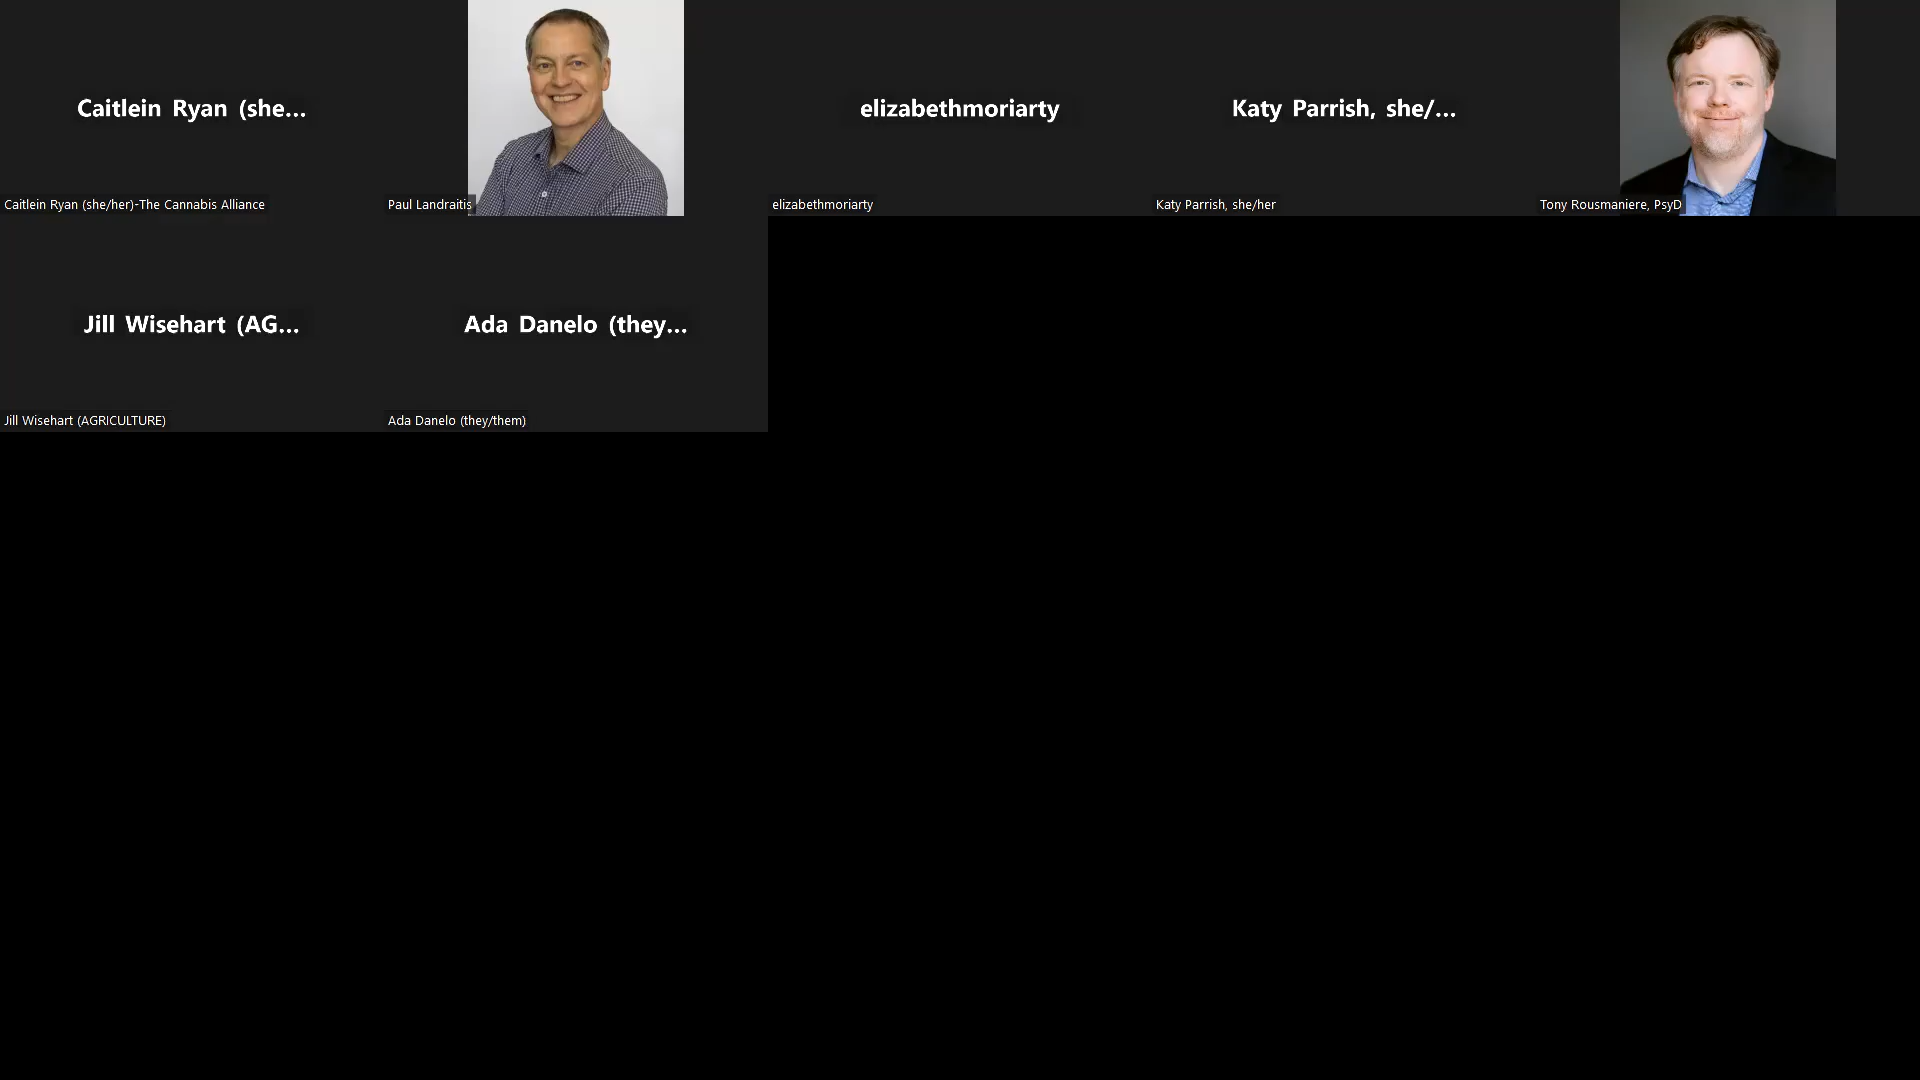 Caitlein Ryan (she...
elizabethmoriarty
Katy Parrish, she/...
Caitlein Ryan (she/her)-The Cannabis Alliance
Paul Landraitis
elizabethmoriarty
Katy Parrish, she/her
Tony Rousmaniere, PsyD
Jill Wisehart (AG...
Ada Danelo (they...
Jill Wisehart (AGRICULTURE)
Ada Danelo (they/them)